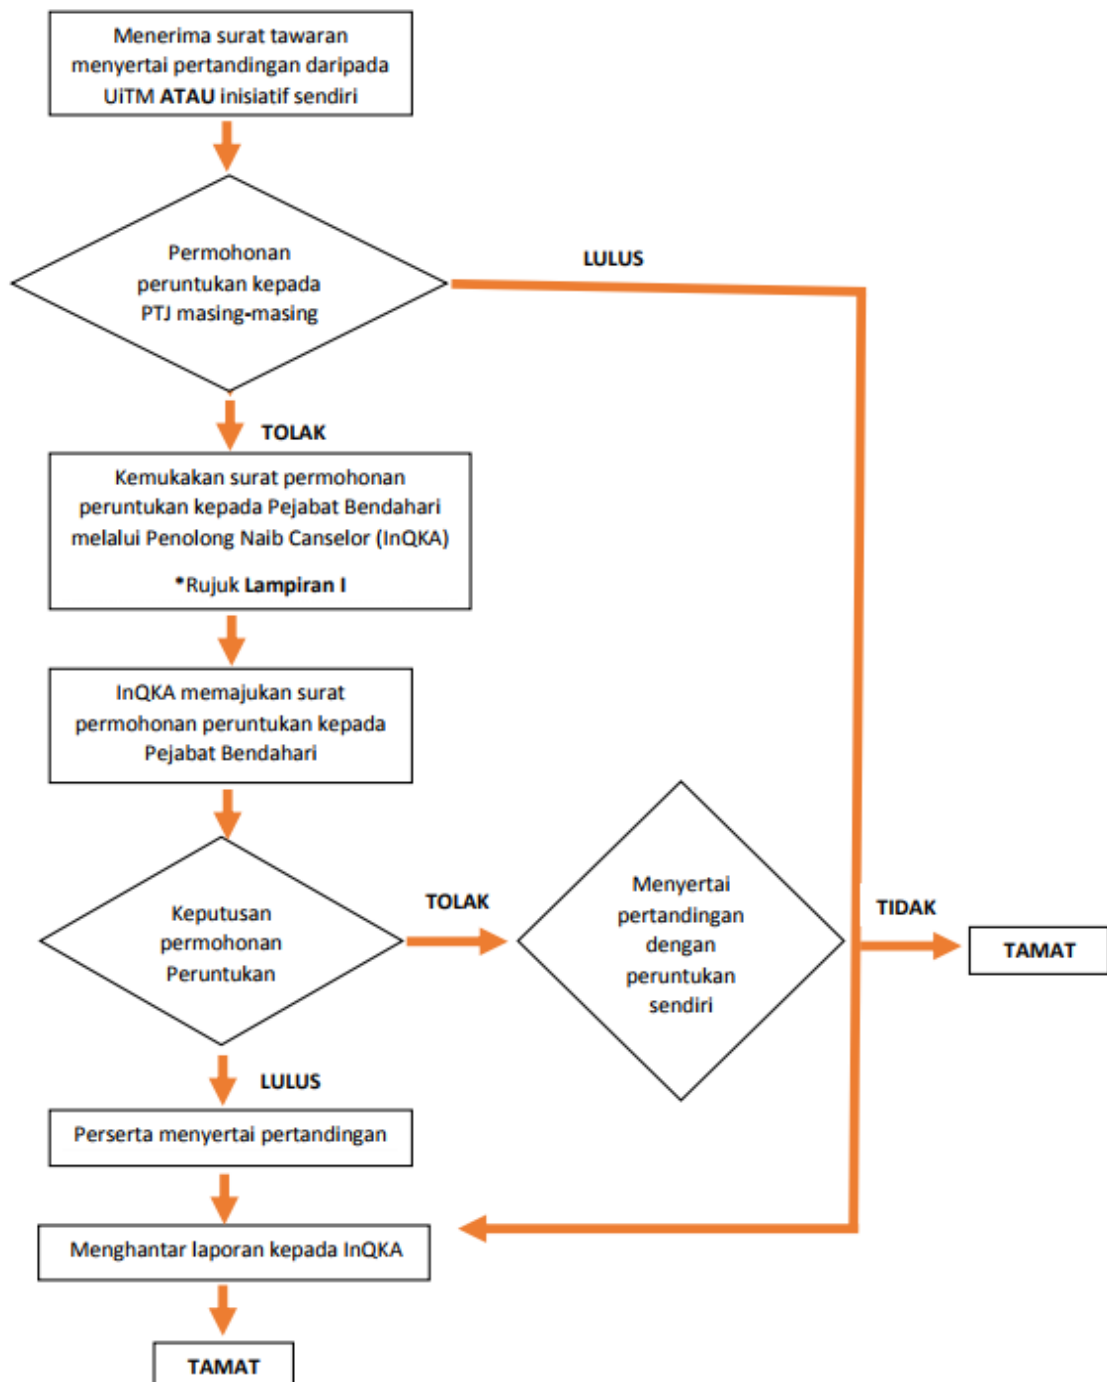 Menerima surat tawaran
menyertai pertandingan daripada
UiTM ATAU inisiatif sendiri
Permohonan
peruntukan kepada
PTJ masing-masing
LULUS
TOLAK
Kemukakan surat permohonan
peruntukan kepada Pejabat Bendahari
melalui Penolong Naib Canselor (InQKA)
*Rujuk Lampiran I
InQKA memajukan surat
permohonan peruntukan kepada
Pejabat Bendahari
Keputusan
permohonan
Peruntukan
TOLAK
Menyertai
pertandingan
dengan
peruntukan
sendiri
TIDAK
TAMAT
LULUS
Perserta menyertai pertandingan
Menghantar laporan kepada InQKA
TAMAT